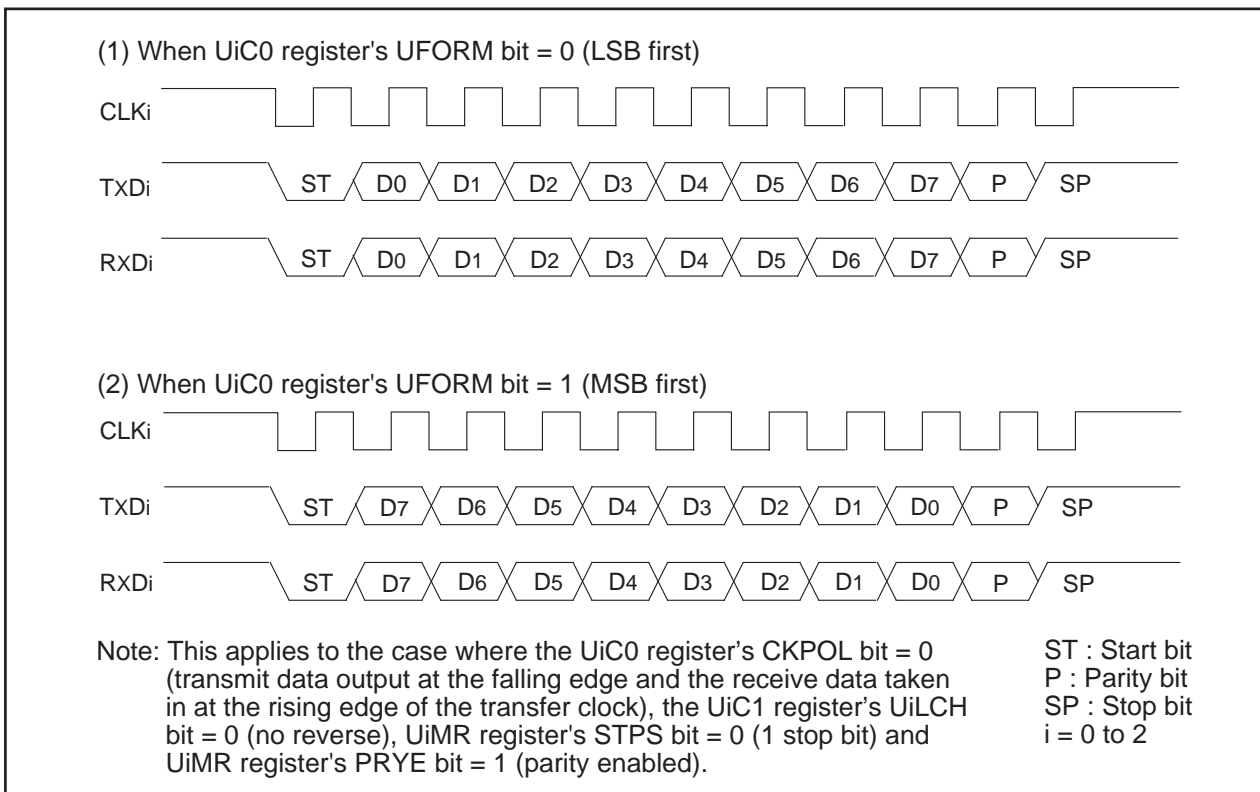 (1) When UiC0 register's UFORM bit = 0 (LSB first)
CLKi
TXDi ST D0 D1 D2 D3 D4 D5 D6 D7 P SP
RXDi ST D0 D1 D2 D3 D4 D5 D6 D7 P SP
(2) When UiC0 register's UFORM bit = 1 (MSB first)
CLKi
TXDi ST D7 D6 D5 D4 D3 D2 D1 D0 P SP
RXDi ST D7 D6 D5 D4 D3 D2 D1 D0 P SP
Note: This applies to the case where the UiC0 register's CKPOL bit = 0
(transmit data output at the falling edge and the receive data taken
in at the rising edge of the transfer clock), the UiC1 register's UiLCH
bit = 0 (no reverse), UiMR register's STPS bit = 0 (1 stop bit) and
UiMR register's PRYE bit = 1 (parity enabled).
ST : Start bit
P : Parity bit
SP : Stop bit
i = 0 to 2